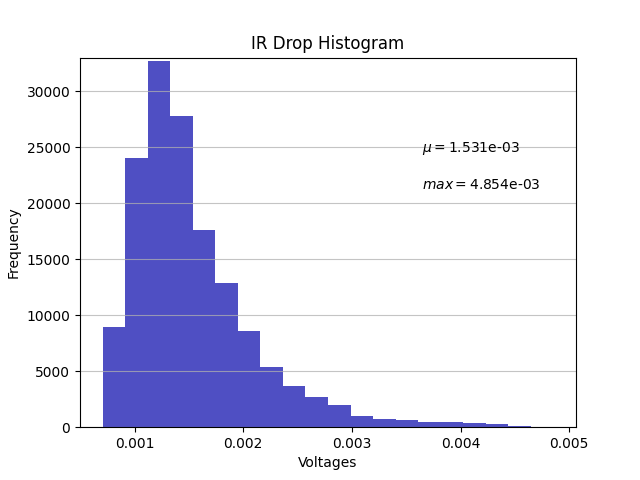 IR Drop Histogram
30000
25000
20000
15000
10000
5000
0
Frequency
μ = 1.531e-03
max = 4.854e-03
0.001 0.002 0.003 0.004 0.005
Voltages